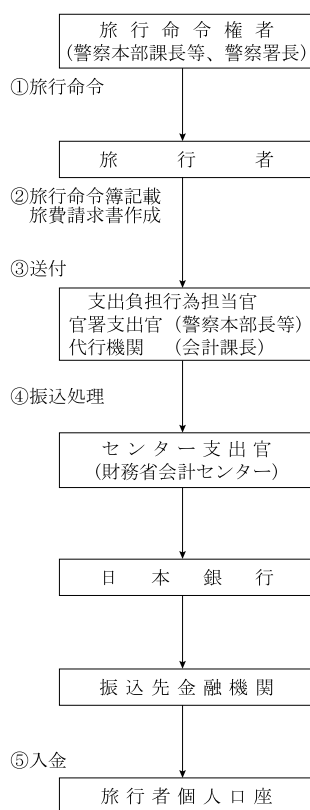 旅行命令権者
(警察本部課長等、警察署長)
①旅行命令
旅行者
②旅行命令簿記載
旅費請求書作成
③送付
支出負担行為担当官
官署支出官(警察本部長等)
代行機関 (会計課長)
④振込処理
センター支出官
(財務省会計センター)
日本銀行
振込先金融機関
⑤入金
旅行者個人口座